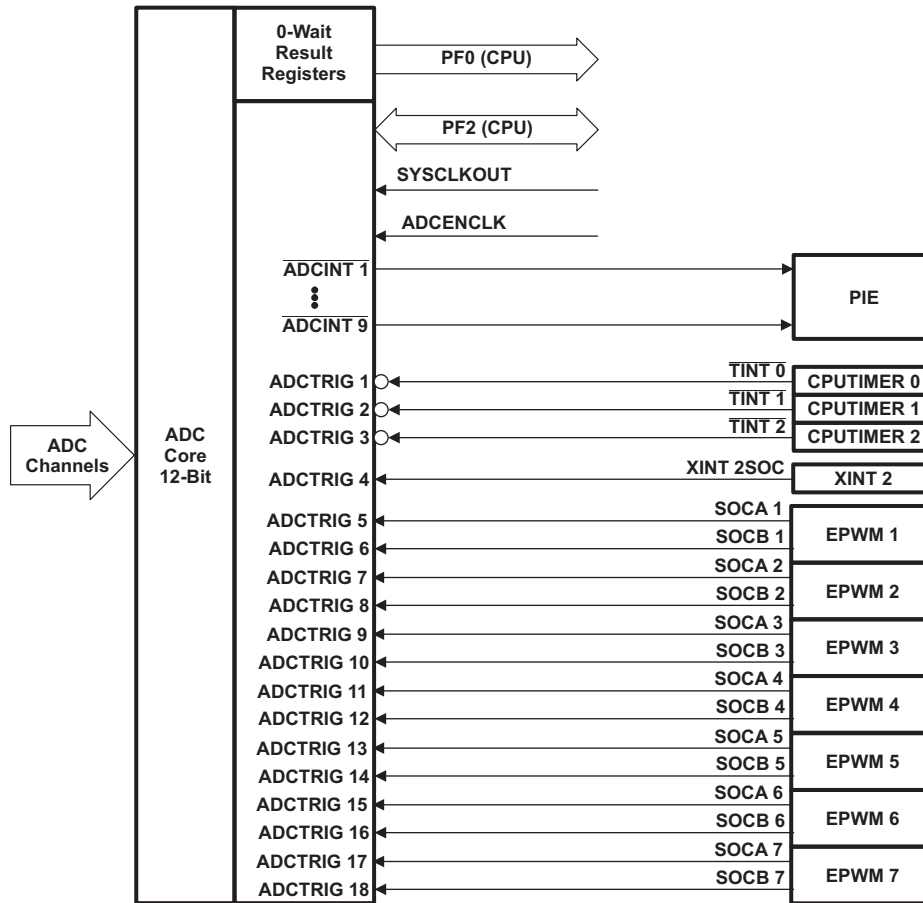 0-Wait
Result
Registers
PF0 (CPU)
PF2 (CPU)
SYSCLKOUT
ADCENCLK
ADCINT 1
ADCINT 9
PIE
ADCTRIG 1
TINT 0
CPUTIMER 0
ADCTRIG 2
TINT 1
CPUTIMER 1
ADCTRIG 3
TINT 2
CPUTIMER 2
ADC
Channels
ADC
Core
12-Bit
ADCTRIG 4
XINT 2SOC
XINT 2
ADCTRIG 5
SOCA 1
ADCTRIG 6
SOCB 1
EPWM 1
ADCTRIG 7
SOCA 2
ADCTRIG 8
SOCB 2
EPWM 2
ADCTRIG 9
SOCA 3
ADCTRIG 10
SOCB 3
EPWM 3
ADCTRIG 11
SOCA 4
ADCTRIG 12
SOCB 4
EPWM 4
ADCTRIG 13
SOCA 5
ADCTRIG 14
SOCB 5
EPWM 5
ADCTRIG 15
SOCA 6
ADCTRIG 16
SOCB 6
EPWM 6
ADCTRIG 17
SOCA 7
ADCTRIG 18
SOCB 7
EPWM 7